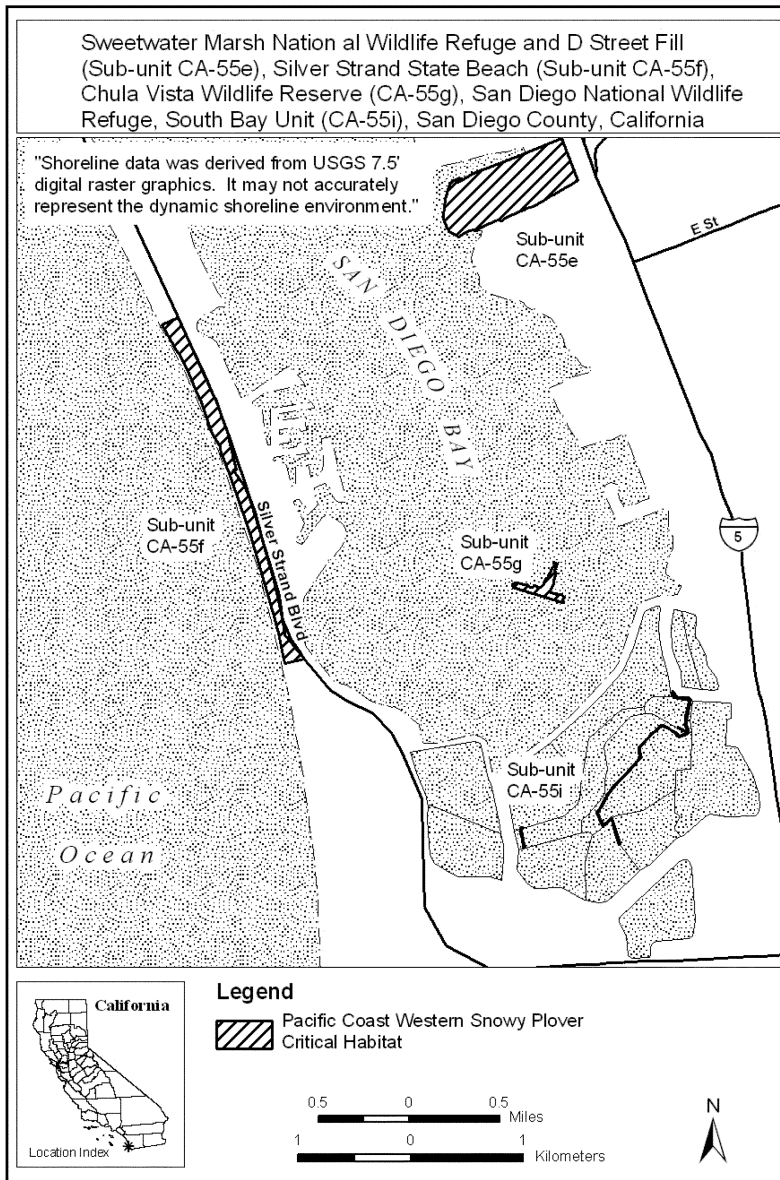 Sweetwater Marsh Nation al Wildlife Refuge and D Street Fill
(Sub-unit CA-55e), Silver Strand State Beach (Sub-unit CA-55f),
Chula Vista Wildlife Reserve (CA-55g), San Diego National Wildlife
Refuge, South Bay Unit (CA-55i), San Diego County, California
"Shoreline data was derived from USGS 7.5'
digital raster graphics. It may not accurately
represent the dynamic shoreline environment."
Sub-unit
CA-55e
E St
SAN DIEGO BAY
Sub-unit
CA-55f
Silver Strand Blvd
Sub-unit
CA-55g
5
Sub-unit
CA-55i
Pacific
Ocean
California
Location Index
Legend
Pacific Coast Western Snowy Plover
Critical Habitat
0.5 0 0.5
Miles
1 0 1
Kilometers
N